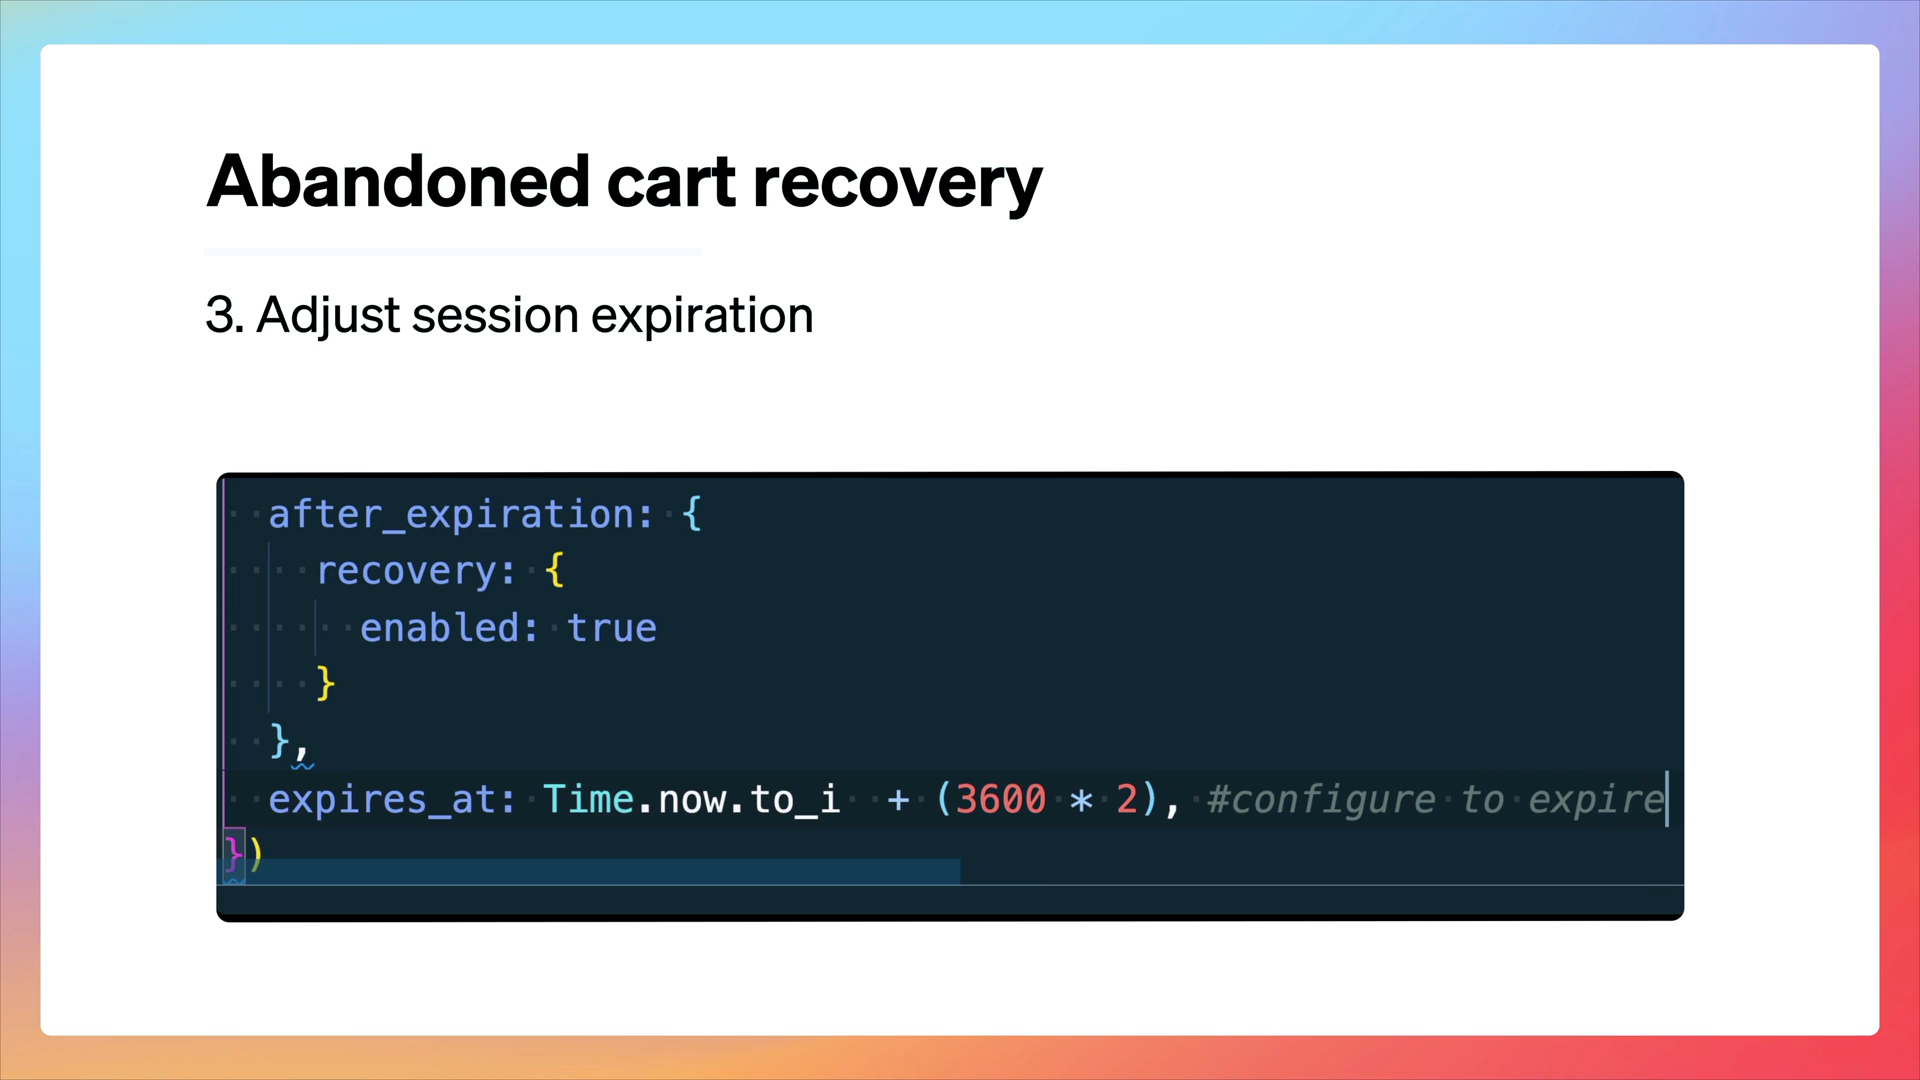 Abandoned cart recovery
3. Adjust session expiration
after_expiration: {
recovery: {
enabled: true
}
},
expires_at: Time.now.to_i + (3600 * 2), #configure to expire
})